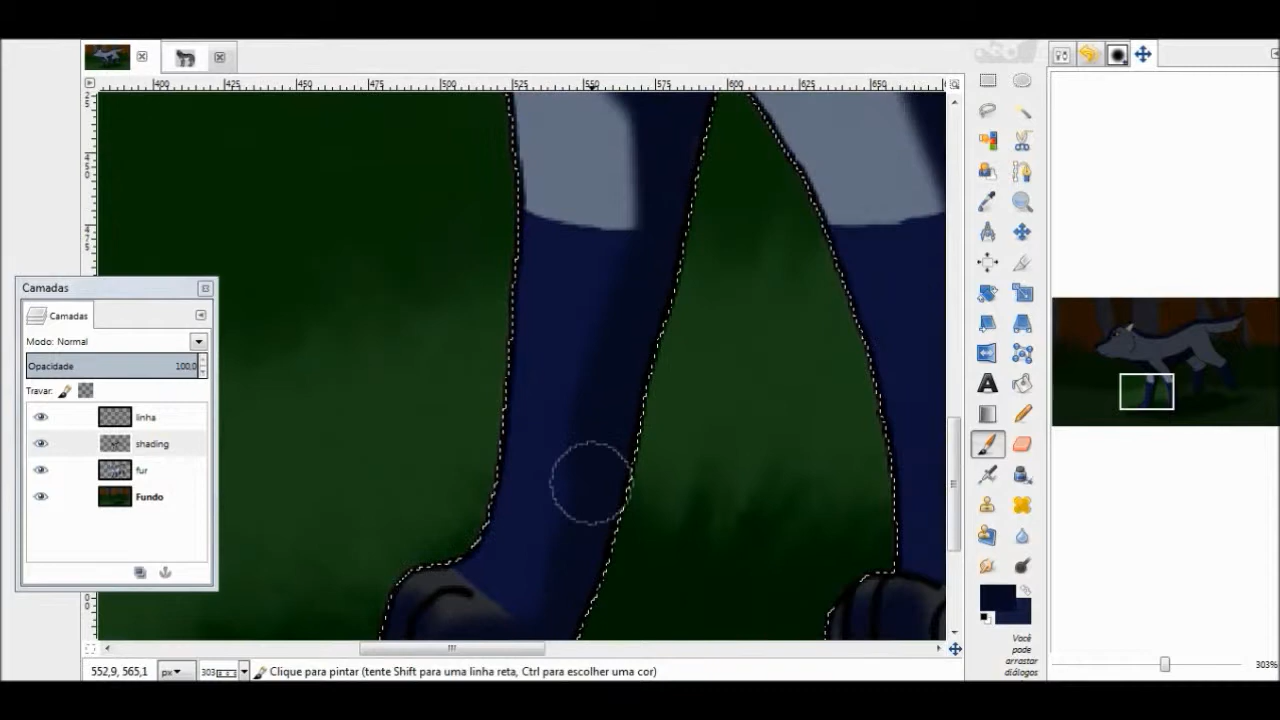 400 425 450 475 500 525 550 575 600 625 650
Camadas
Camadas
Modo: Normal
Opacidade 100,0
Travar:
linha
shading
fur
Fundo
552,9, 565,1 px 303 Clique para pintar (tente Shift para uma linha reta, Ctrl para escolher uma cor)
Você
pode
arrastar
diálogos
303%